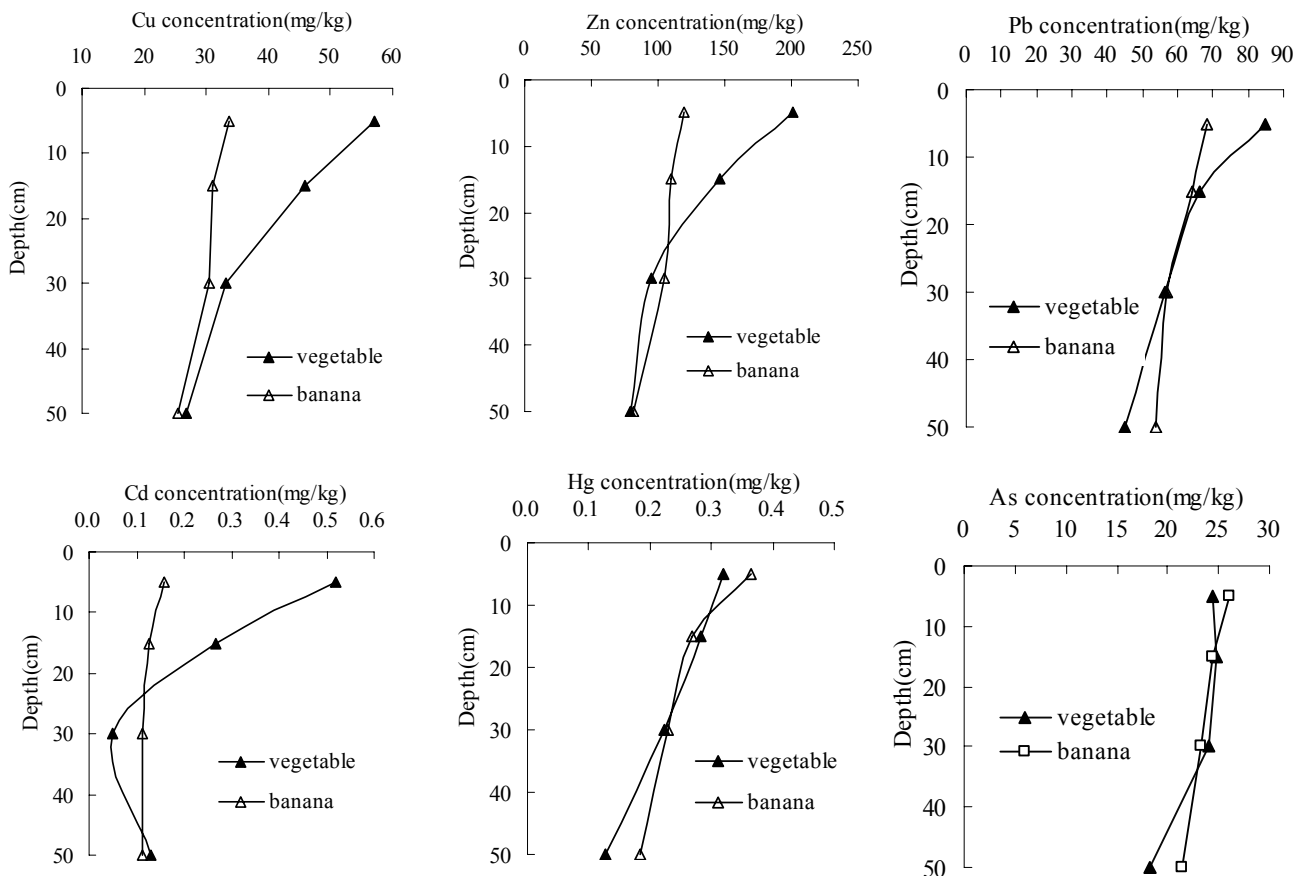 Cu concentration(mg/kg)
10 20 30 40 50 60
0
10
20
30
40
50
Depth(cm)
vegetable
banana
Zn concentration(mg/kg)
0 50 100 150 200 250
0
10
20
30
40
50
Depth(cm)
vegetable
banana
Pb concentration(mg/kg)
0 10 20 30 40 50 60 70 80 90
0
10
20
30
40
50
Depth(cm)
vegetable
banana
Cd concentration(mg/kg)
0.0 0.1 0.2 0.3 0.4 0.5 0.6
0
10
20
30
40
50
Depth(cm)
vegetable
banana
Hg concentration(mg/kg)
0.0 0.1 0.2 0.3 0.4 0.5
0
10
20
30
40
50
Depth(cm)
vegetable
banana
As concentration(mg/kg)
0 5 10 15 20 25 30
0
10
20
30
40
50
Depth(cm)
vegetable
banana